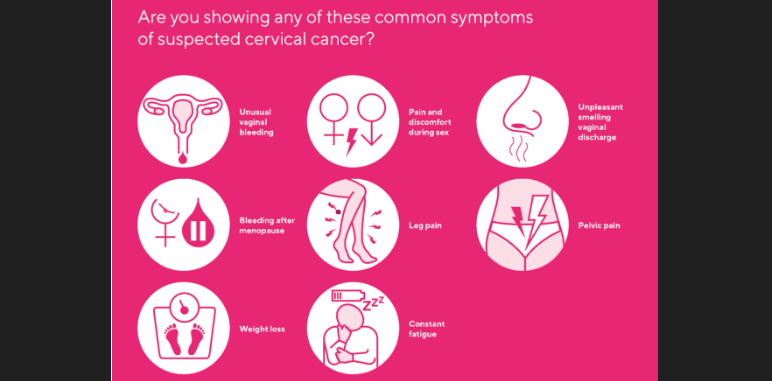 Are you showing any of these common symptoms
of suspected cervical cancer?
Unusual
vaginal
bleeding
Pain and
discomfort
during sex
Unpleasant
smelling
vaginal
discharge
Bleeding after
menopause
Leg pain
Pelvic pain
Weight loss
zzz
Constant
fatigue